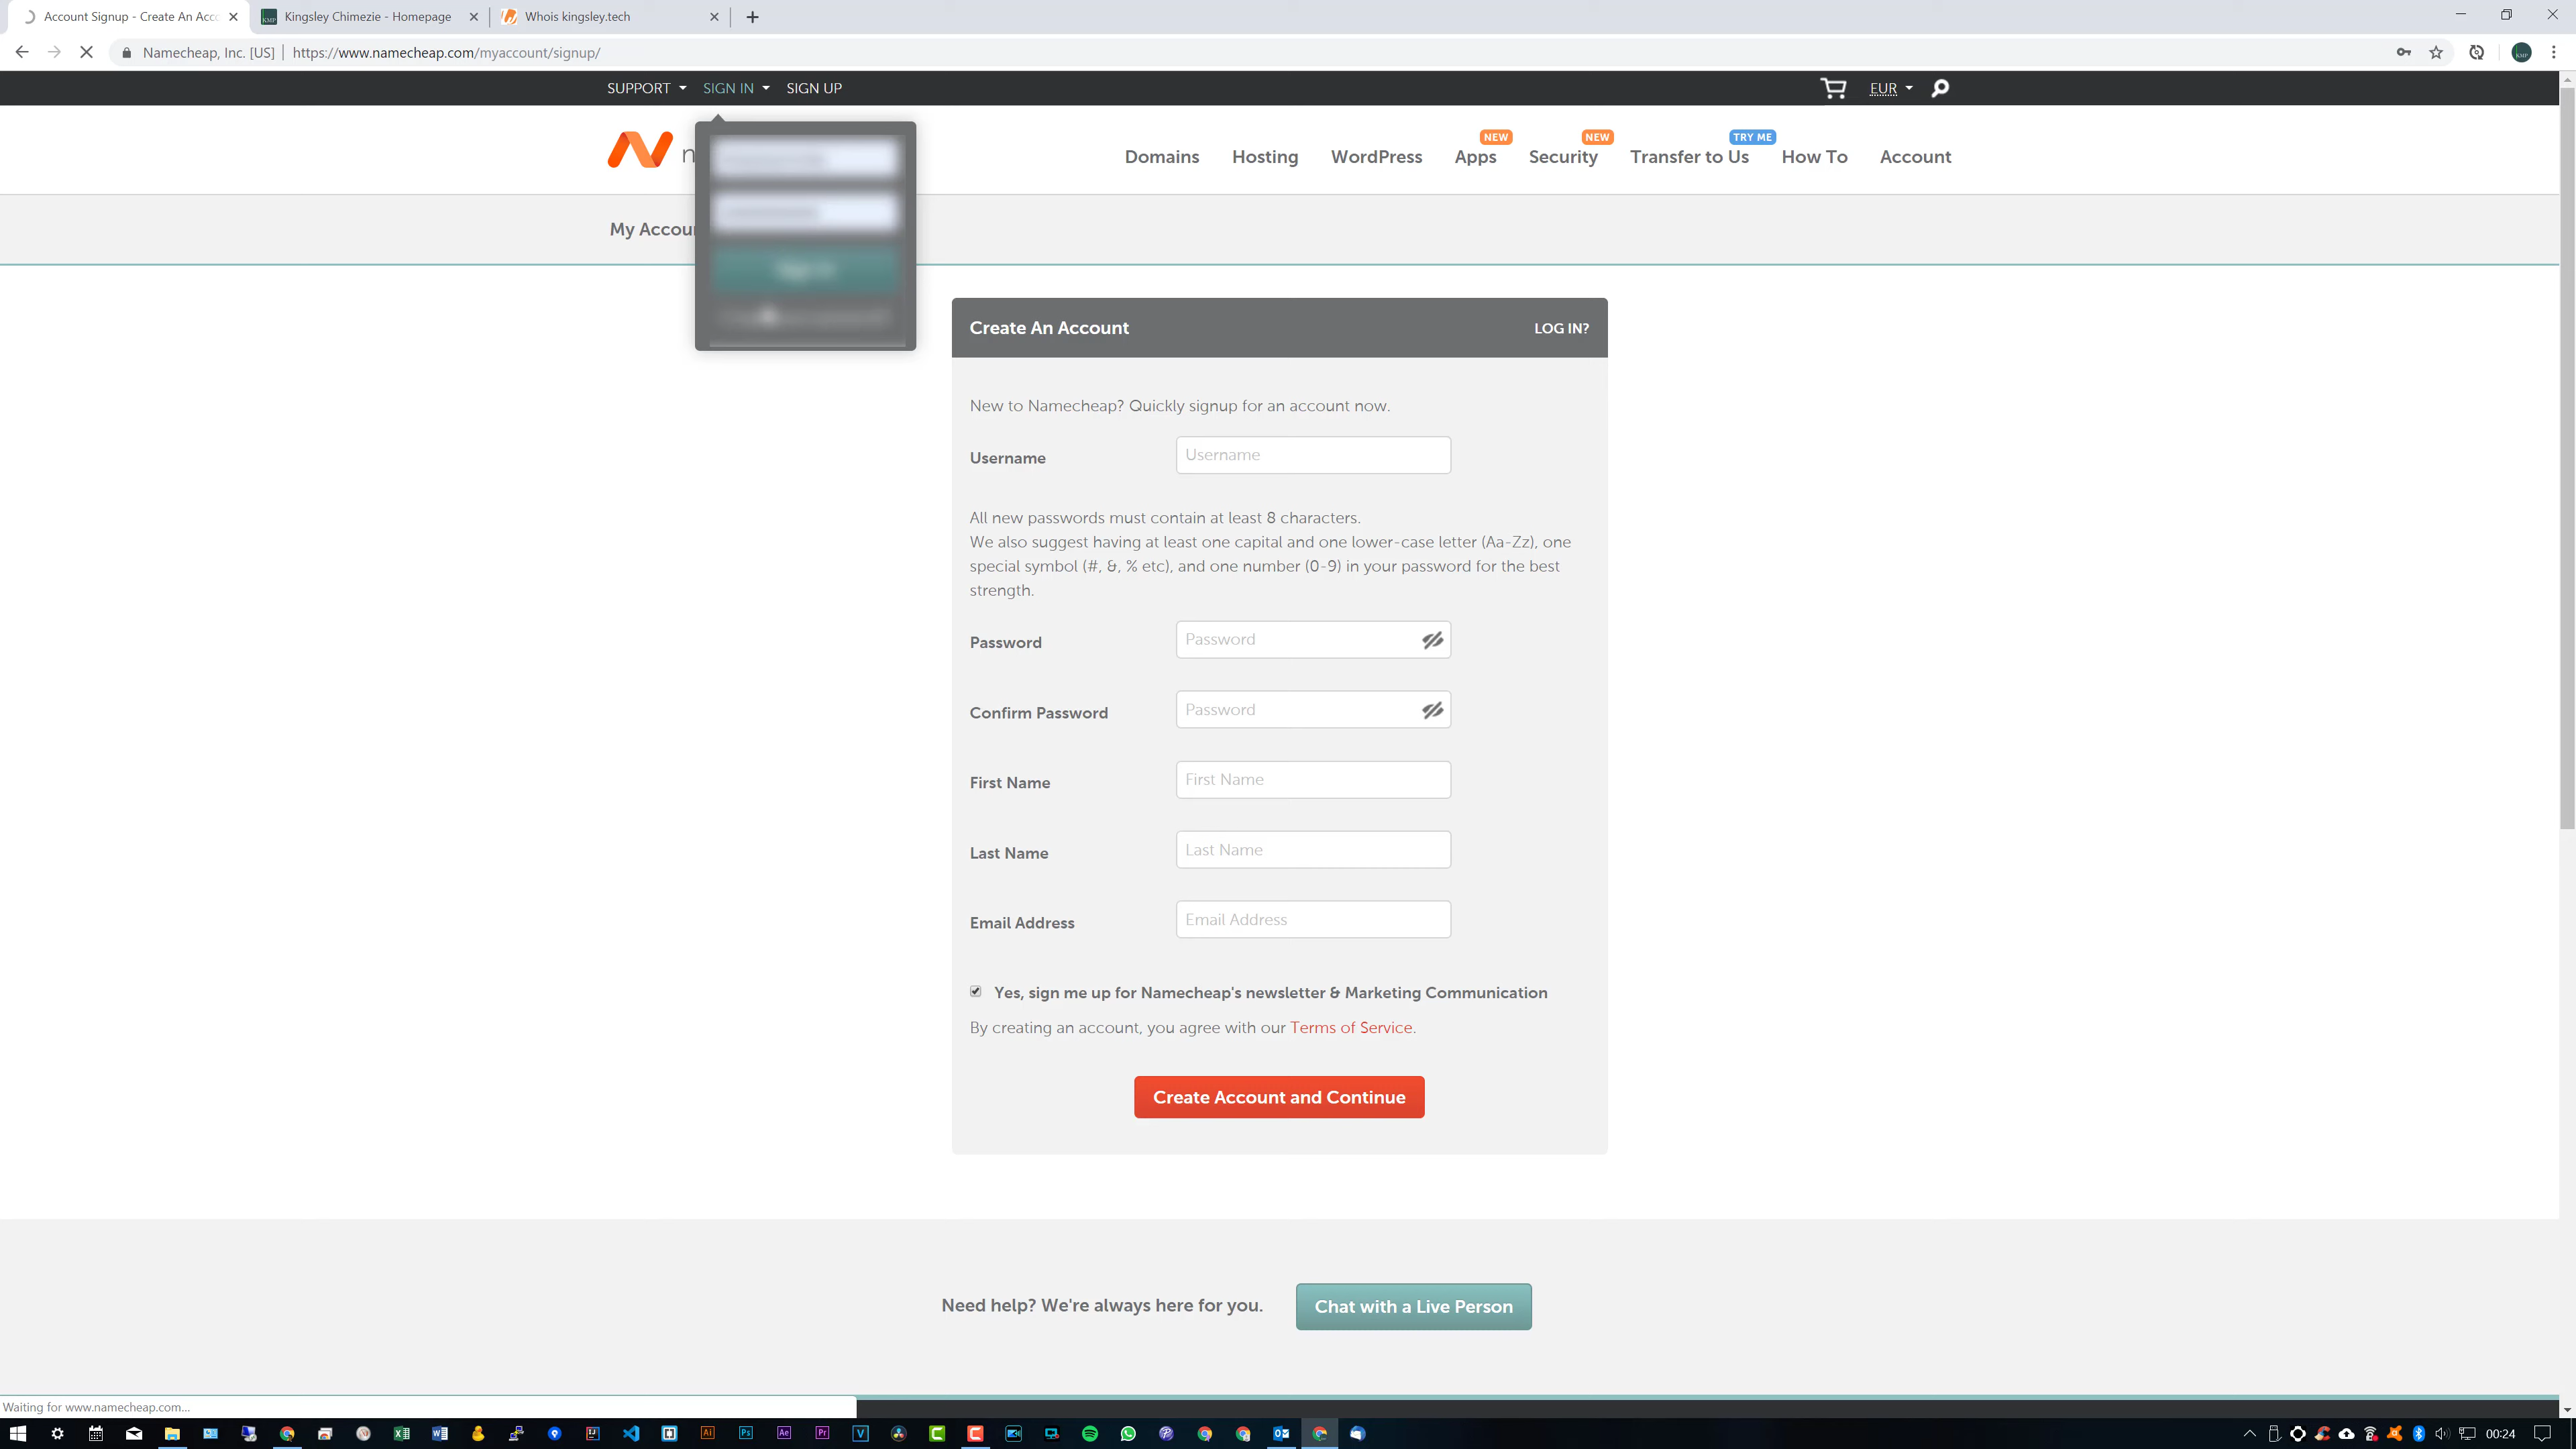 Account Signup - Create An Acco
Kingsley Chimezie - Homepage
Whois kingsley.tech
Namecheap, Inc. [US] | https://www.namecheap.com/myaccount/signup/
SUPPORT SIGN IN SIGN UP
EUR
NEW NEW TRY ME
Domains Hosting WordPress Apps Security Transfer to Us How To Account
n
My Accou
Sign In
Create An Account
LOG IN?
New to Namecheap? Quickly signup for an account now.
Username Username
All new passwords must contain at least 8 characters.
We also suggest having at least one capital and one lower-case letter (Aa-Zz), one
special symbol (#, &, % etc), and one number (0-9) in your password for the best
strength.
Password Password
Confirm Password Password
First Name First Name
Last Name Last Name
Email Address Email Address
Yes, sign me up for Namecheap's newsletter & Marketing Communication
By creating an account, you agree with our Terms of Service.
Create Account and Continue
Need help? We're always here for you.
Chat with a Live Person
Waiting for www.namecheap.com...
00:24